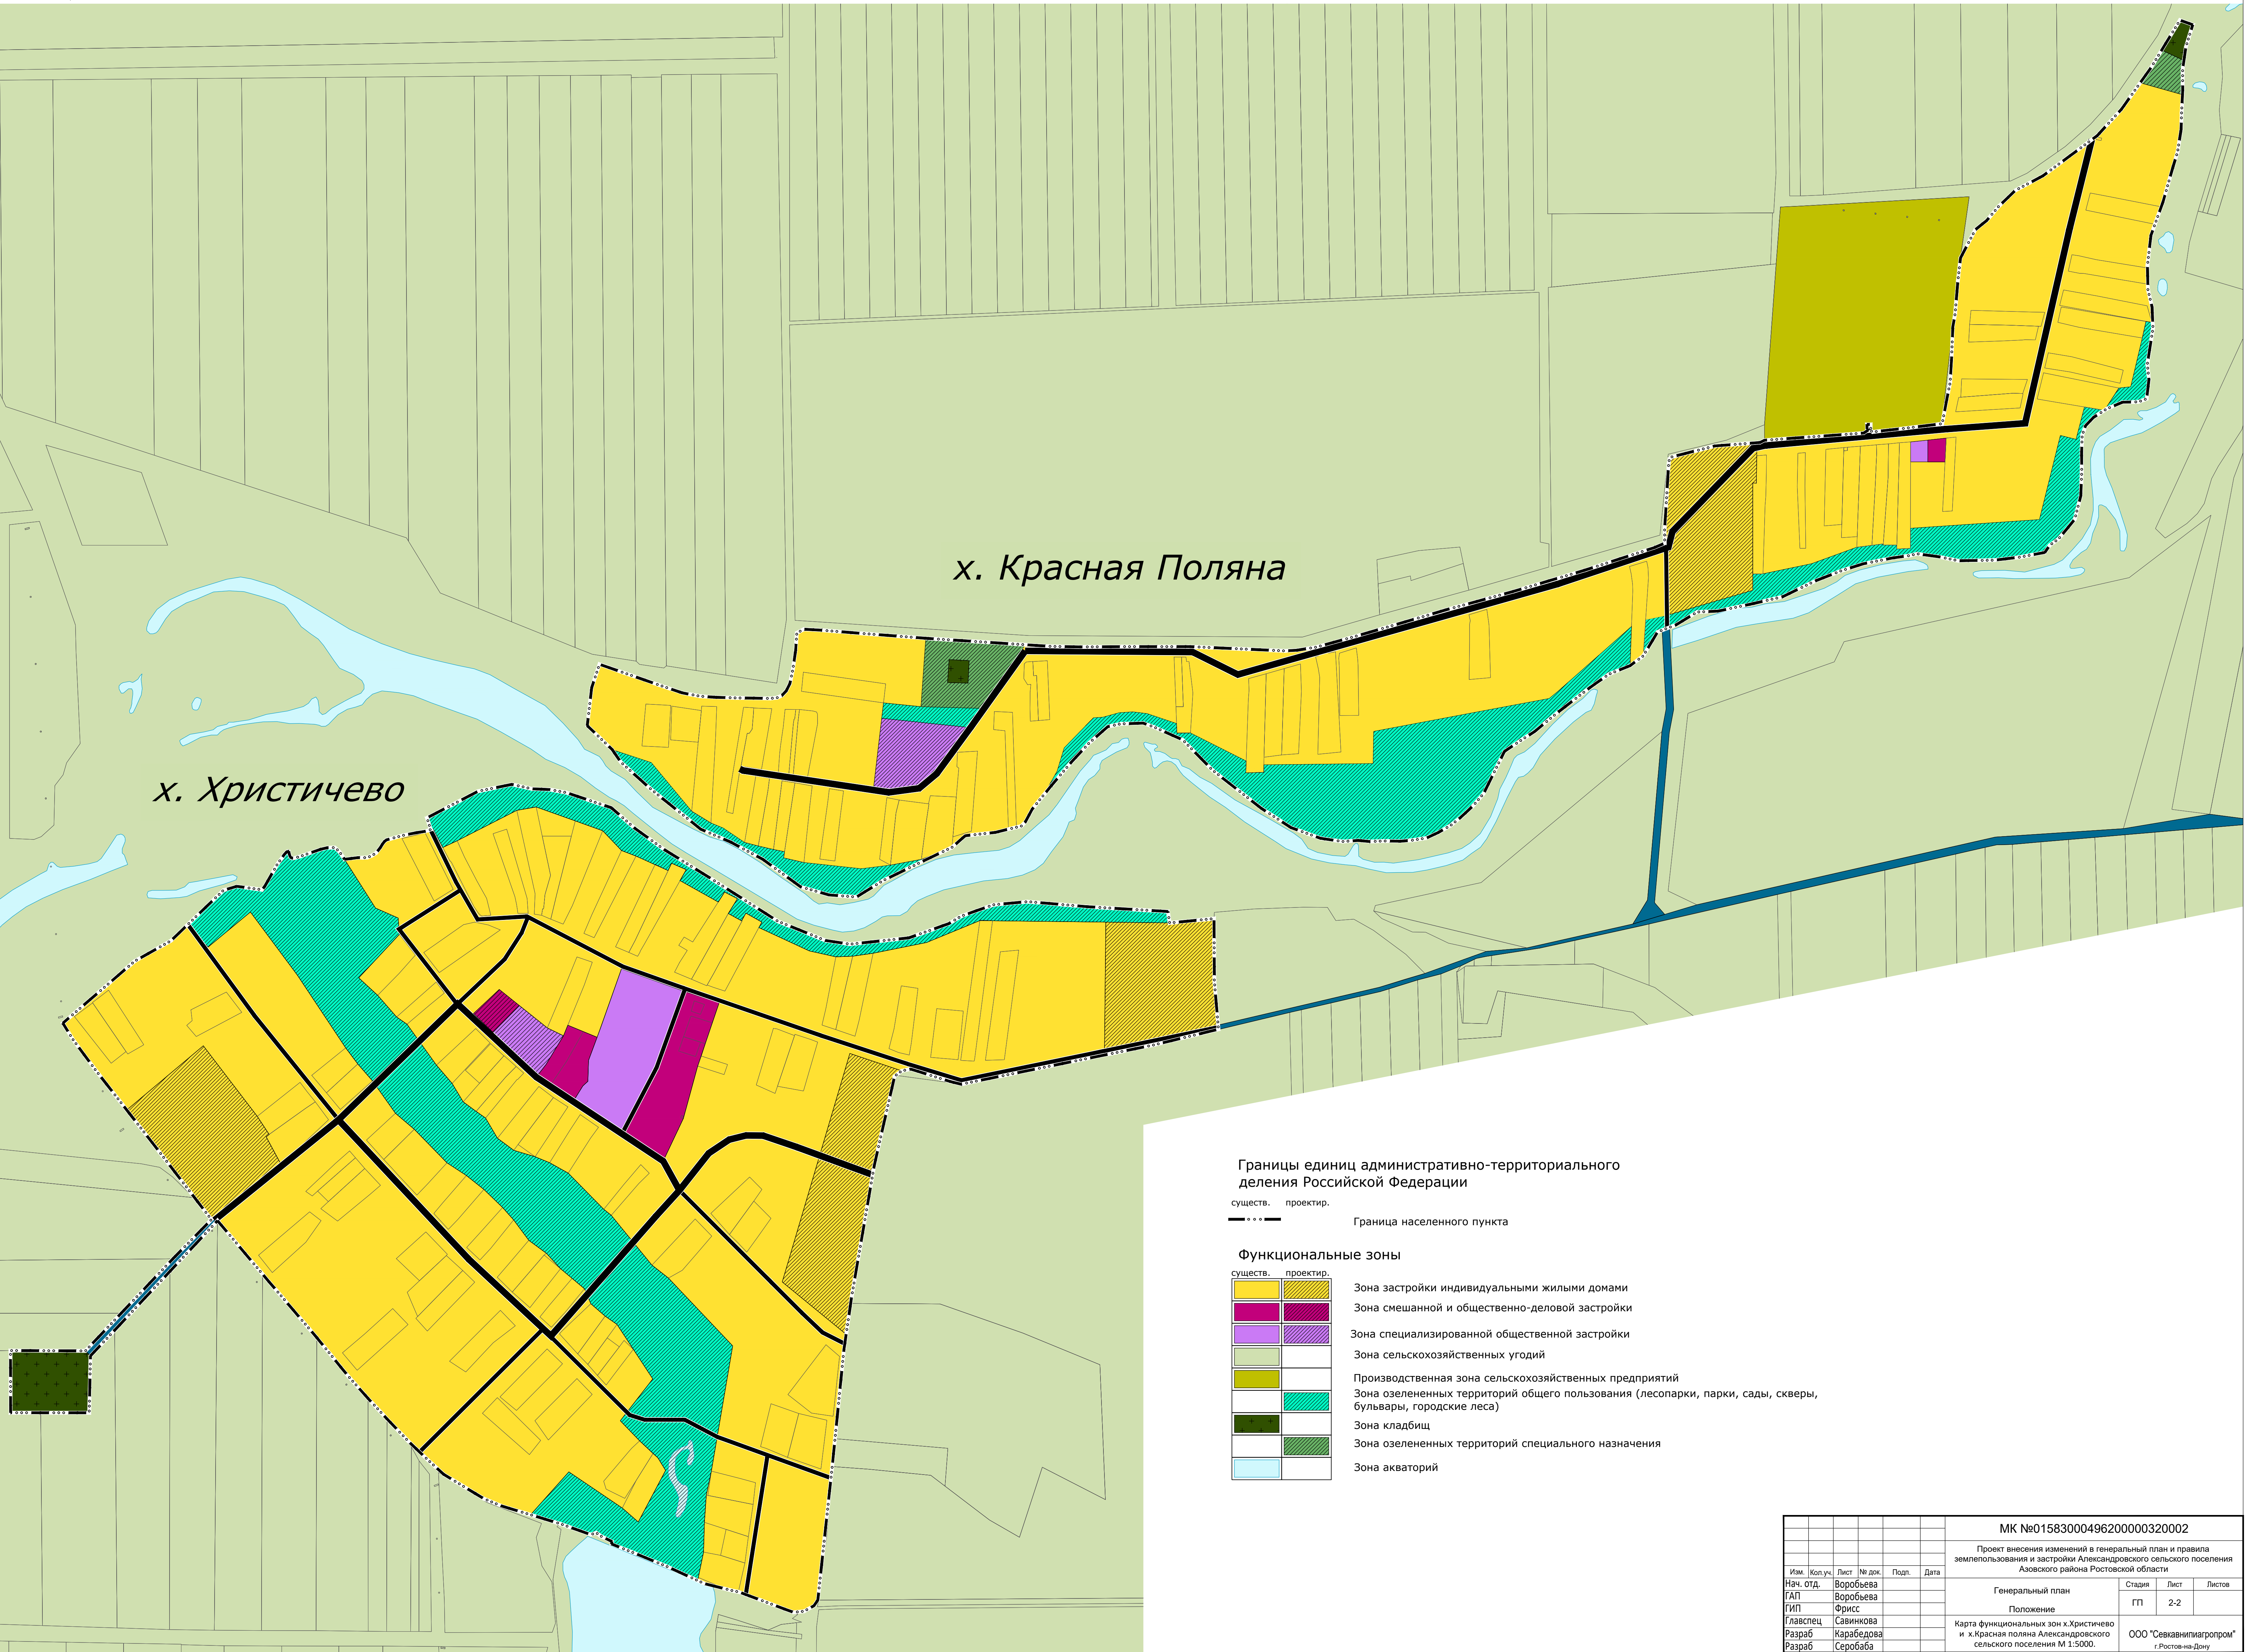 х. Красная Поляна
х. Христичево
Границы единиц административно-территориального
деления Российской Федерации
существ. проектир.
Граница населенного пункта
Функциональные зоны
существ. проектир.
Зона застройки индивидуальными жилыми домами
Зона смешанной и общественно-деловой застройки
Зона специализированной общественной застройки
Зона сельскохозяйственных угодий
Производственная зона сельскохозяйственных предприятий
Зона озелененных территорий общего пользования (лесопарки, парки, сады, скверы,
бульвары, городские леса)
Зона кладбищ
Зона озелененных территорий специального назначения
Зона акваторий
МК №01583000496200000320002
Проект внесения изменений в генеральный план и правила
землепользования и застройки Александровского сельского поселения
Азовского района Ростовской области
Изм. Кол.уч. Лист № док. Подп. Дата
Нач. отд. Воробьева
ГАП Воробьева
ГИП Фрисс
Главспец Савинкова
Разраб Карабедова
Разраб Серобаба
Генеральный план
Положение
Стадия Лист Листов
ГП 2-2
Карта функциональных зон х.Христичево
и х.Красная поляна Александровского
сельского поселения М 1:5000.
ООО "Севкавнипиагропром"
г.Ростов-на-Дону